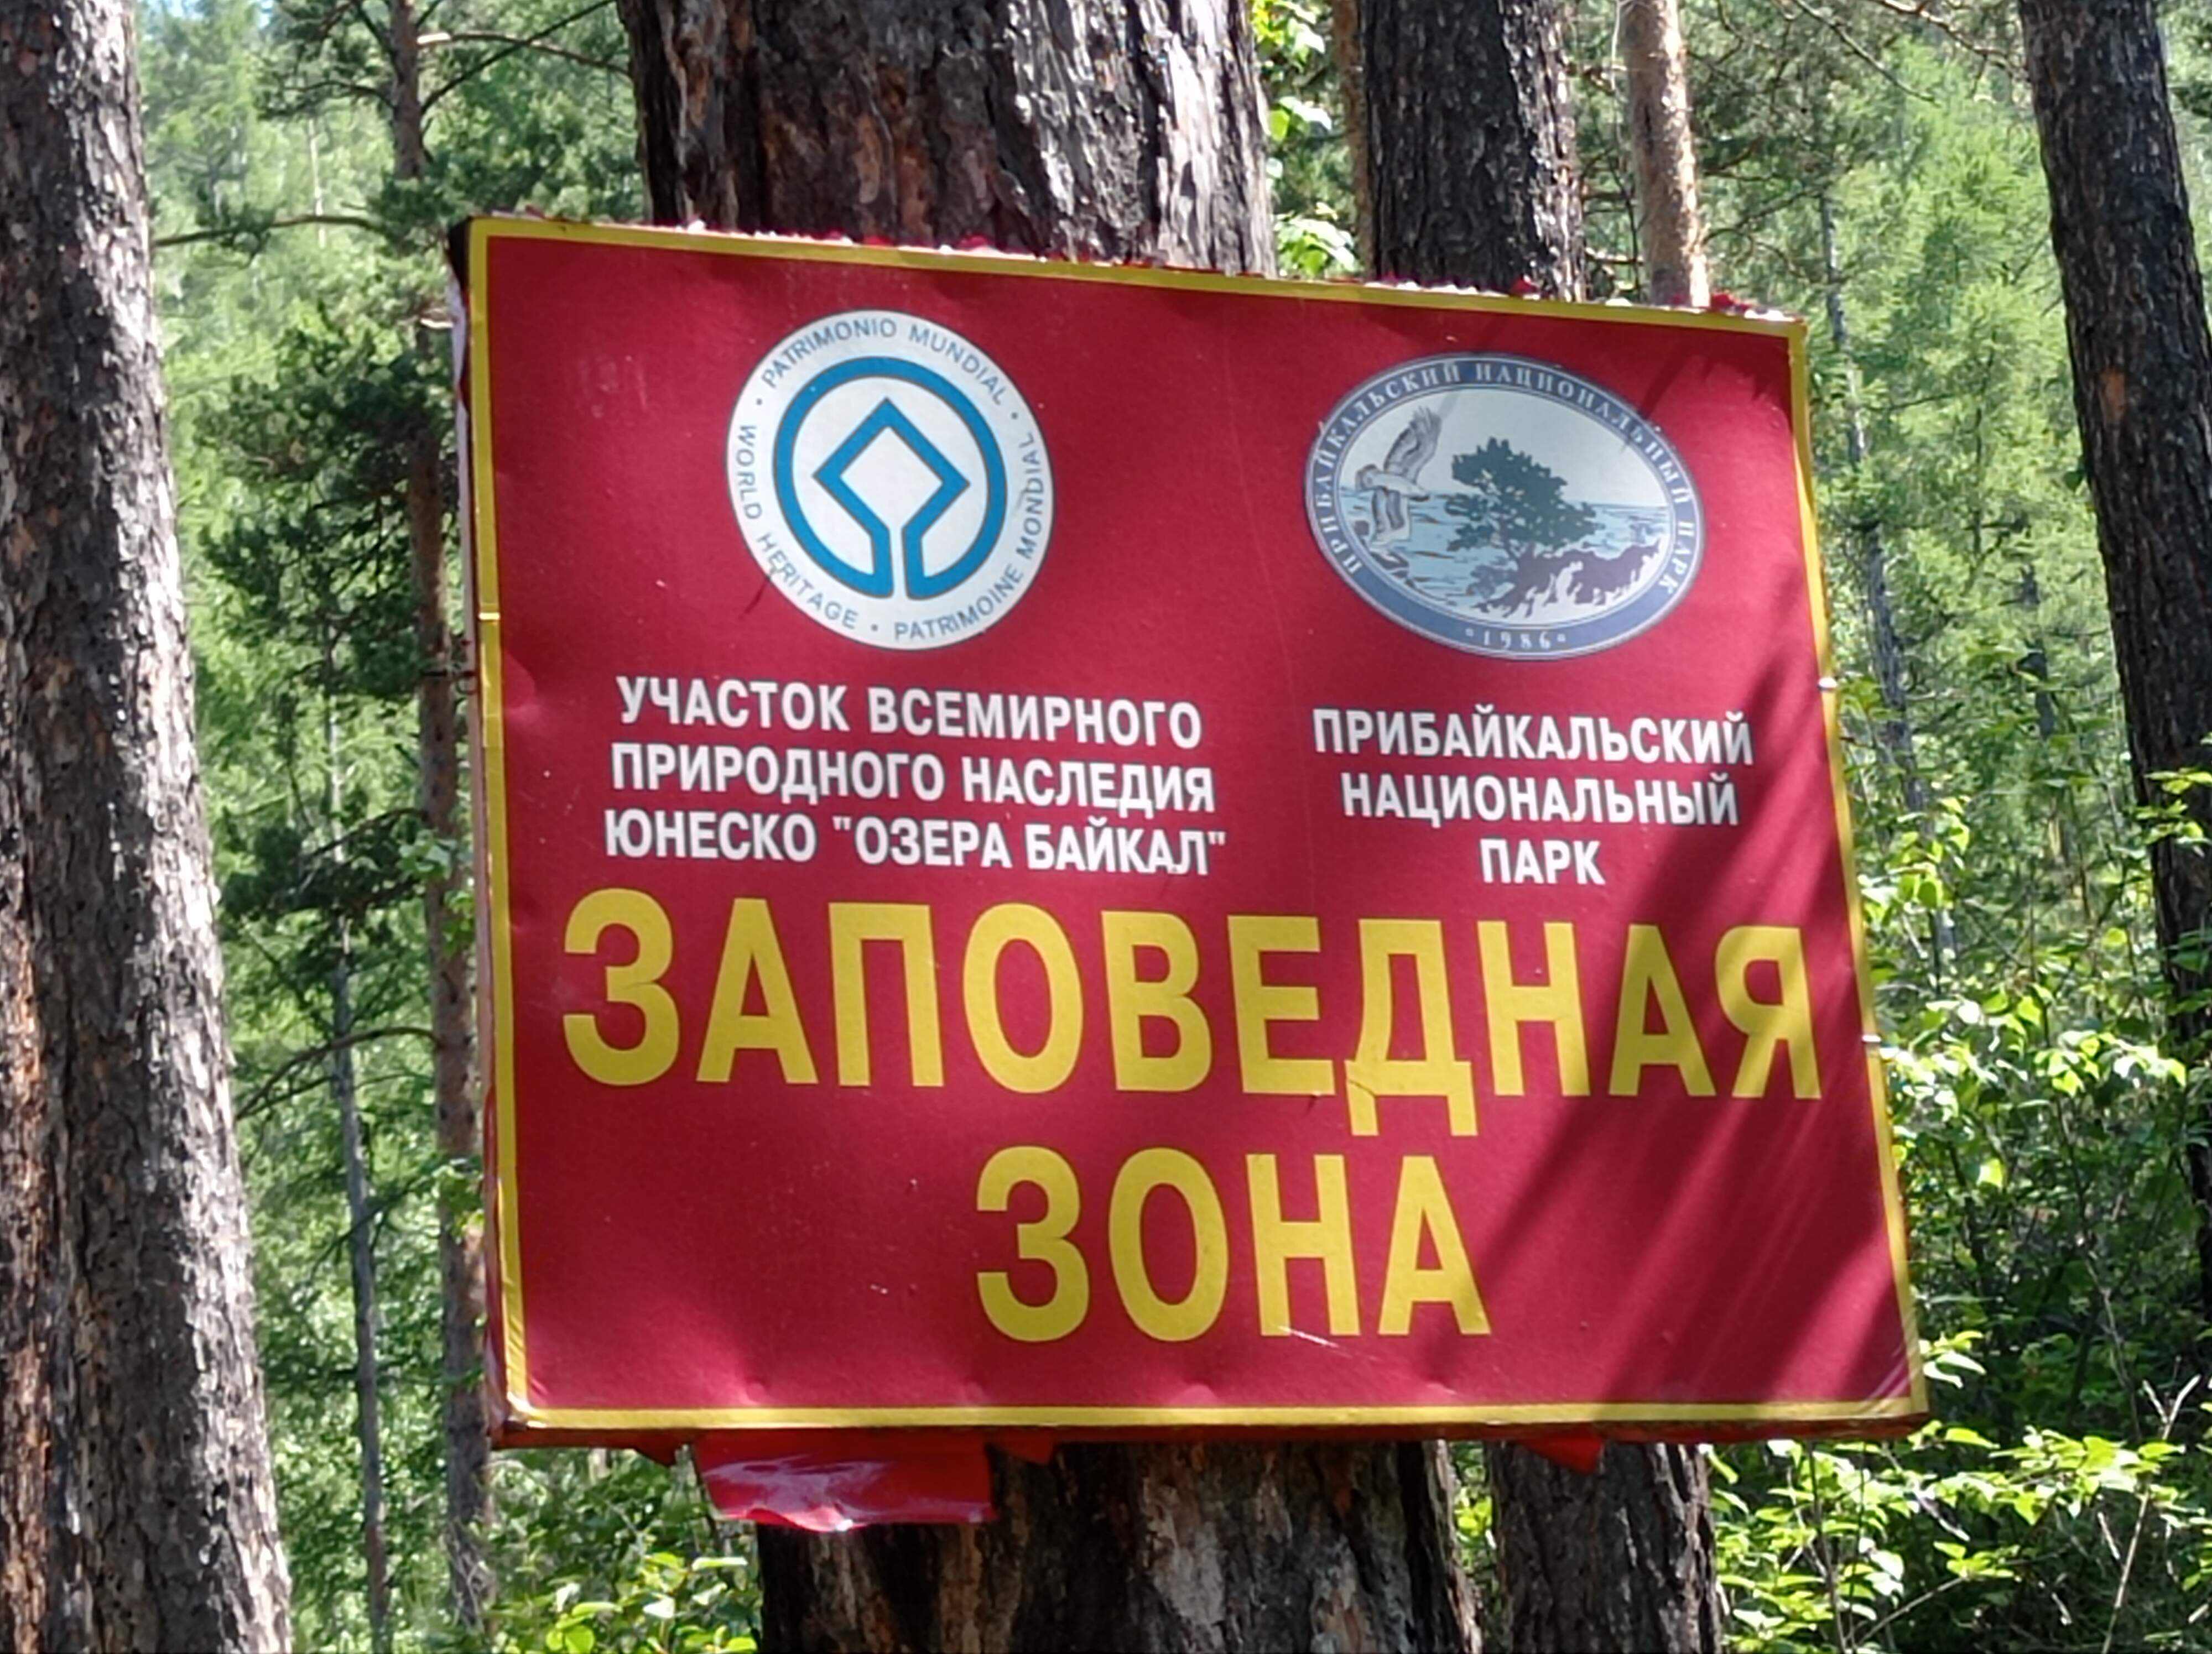 PATRIMONIO MUNDIAL • WORLD HERITAGE • PATRIMOINE MONDIAL •
ПРИБАЙКАЛЬСКИЙ НАЦИОНАЛЬНЫЙ ПАРК
1986
УЧАСТОК ВСЕМИРНОГО
ПРИРОДНОГО НАСЛЕДИЯ
ЮНЕСКО "ОЗЕРА БАЙКАЛ"
ПРИБАЙКАЛЬСКИЙ
НАЦИОНАЛЬНЫЙ
ПАРК
ЗАПОВЕДНАЯ
ЗОНА